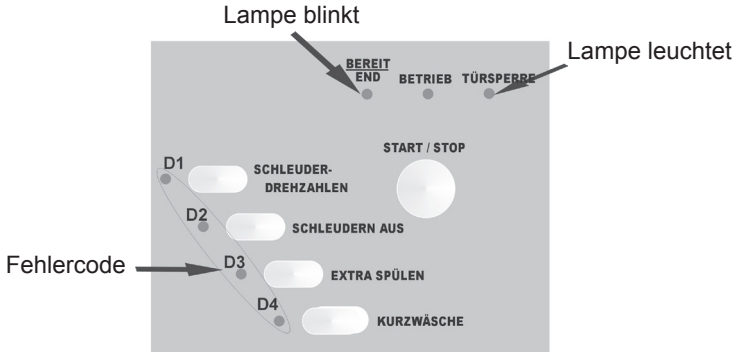 Lampe blinkt
Lampe leuchtet
BEREIT
END
BETRIEB
TÜRSPERRE
START / STOP
D1
SCHLEUDER-
DREHZAHLEN
D2
SCHLEUDERN AUS
Fehlercode
D3
EXTRA SPÜLEN
D4
KURZWÄSCHE